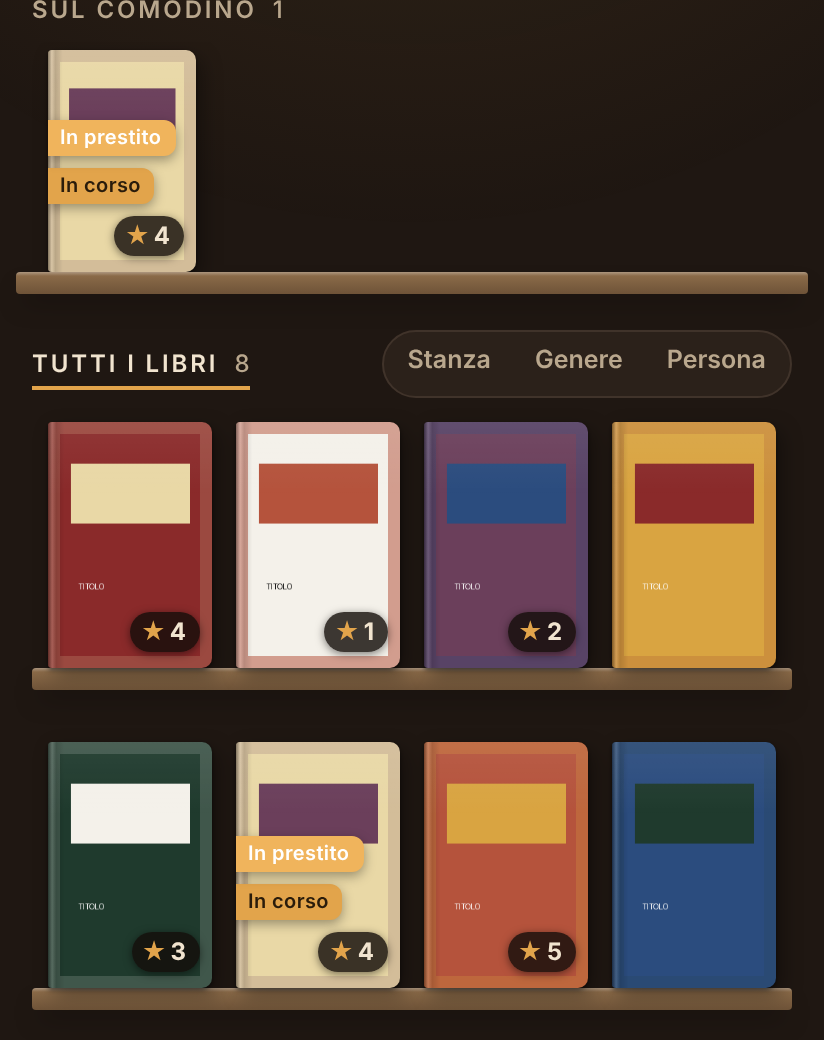 SUL COMODINO 1
In prestito
In corso
★ 4
TUTTI I LIBRI 8
Stanza Genere Persona
TITOLO
TITOLO
TITOLO
TITOLO
★ 4
★ 1
★ 2
In prestito
In corso
TITOLO
TITOLO
TITOLO
★ 3
★ 4
★ 5